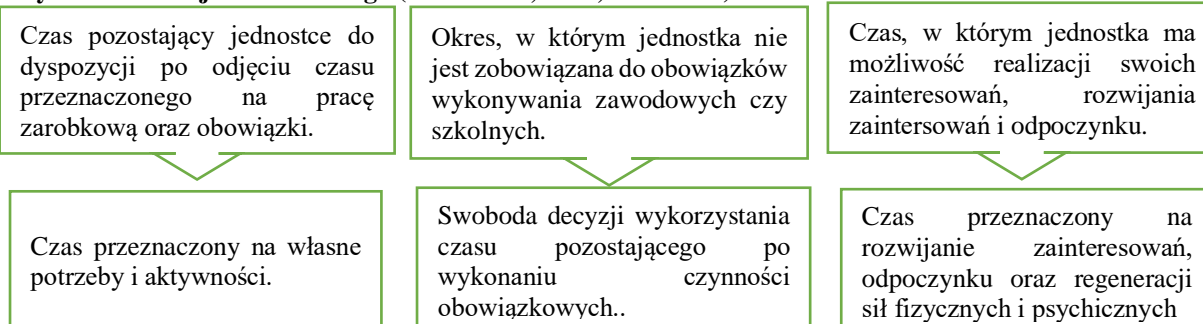 Czas pozostający jednostce do
dyspozycji po odjęciu czasu
przeznaczonego na pracę
zarobkową oraz obowiązki.
Okres, w którym jednostka nie
jest zobowiązana do obowiązków
wykonywania zawodowych czy
szkolnych.
Czas, w którym jednostka ma
możliwość realizacji swoich
zainteresowań, rozwijania
zaintersowań i odpoczynku.
Czas przeznaczony na własne
potrzeby i aktywności.
Swoboda decyzji wykorzystania
czasu pozostającego po
wykonaniu czynności
obowiązkowych..
Czas przeznaczony na
rozwijanie zainteresowań,
odpoczynku oraz regeneracji
sił fizycznych i psychicznych